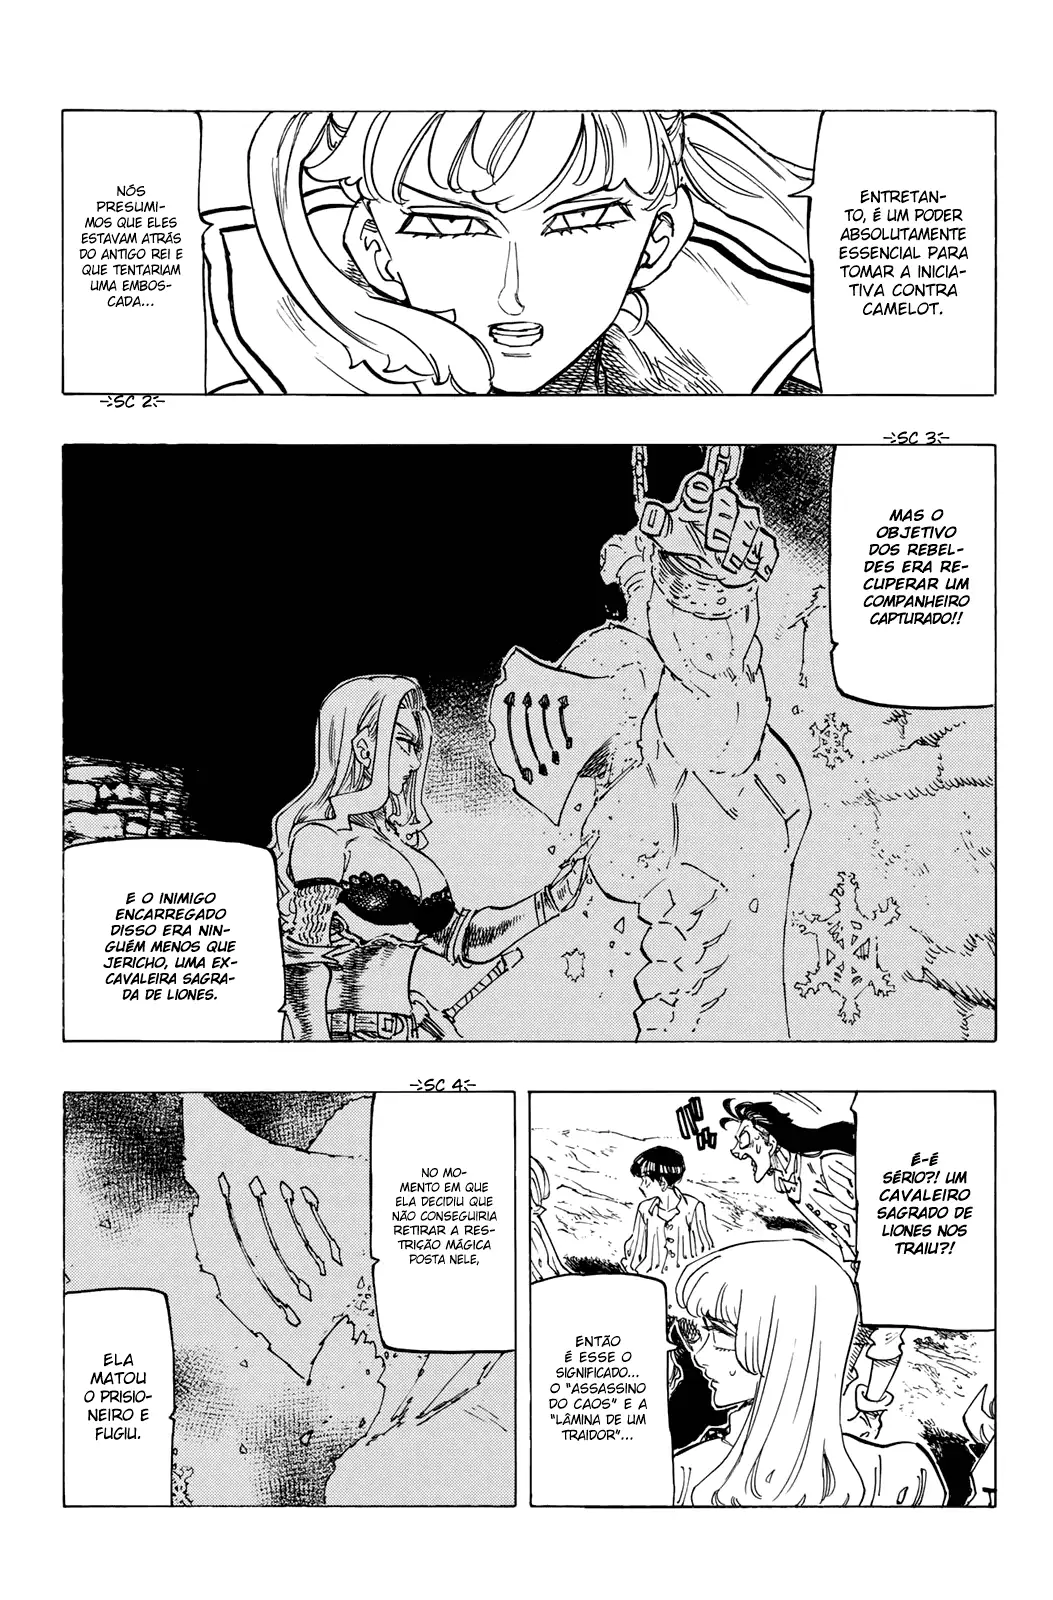 ENTRETAN-
TO, É UM PODER
ABSOLUTAMENTE
ESSENCIAL PARA
TOMAR A INICIA-
TIVA CONTRA
CAMELOT.
NÓS
PRESUMI-
MOS QUE ELES
ESTAVAM ATRÁS
DO ANTIGO REI E
QUE TENTARIAM
UMA EMBOS-
CADA...
SC 2
SC 3
MAS O
OBJETIVO
DOS REBEL-
DES ERA RE-
CUPERAR UM
COMPANHEIRO
CAPTURADO!!
E O INIMIGO
ENCARREGADO
DISSO ERA NIN-
GUÉM MENOS QUE
JERICHO, UMA EX-
CAVALEIRA SAGRA-
DA DE LIONES.
É-É
SÉRIO?! UM
CAVALEIRO
SAGRADO DE
LIONES NOS
TRAIU?!
ENTÃO
É ESSE O
SIGNIFICADO...
O "ASSASSINO
DO CAOS" E A
"LÂMINA DE UM
TRAIDOR"...
SC 4
NO MO-
MENTO EM QUE
ELA DECIDIU QUE
NÃO CONSEGUIRIA
RETIRAR A RES-
TRIÇÃO MÁGICA
POSTA NELE,
ELA
MATOU
O PRISIO-
NEIRO E
FUGIU.